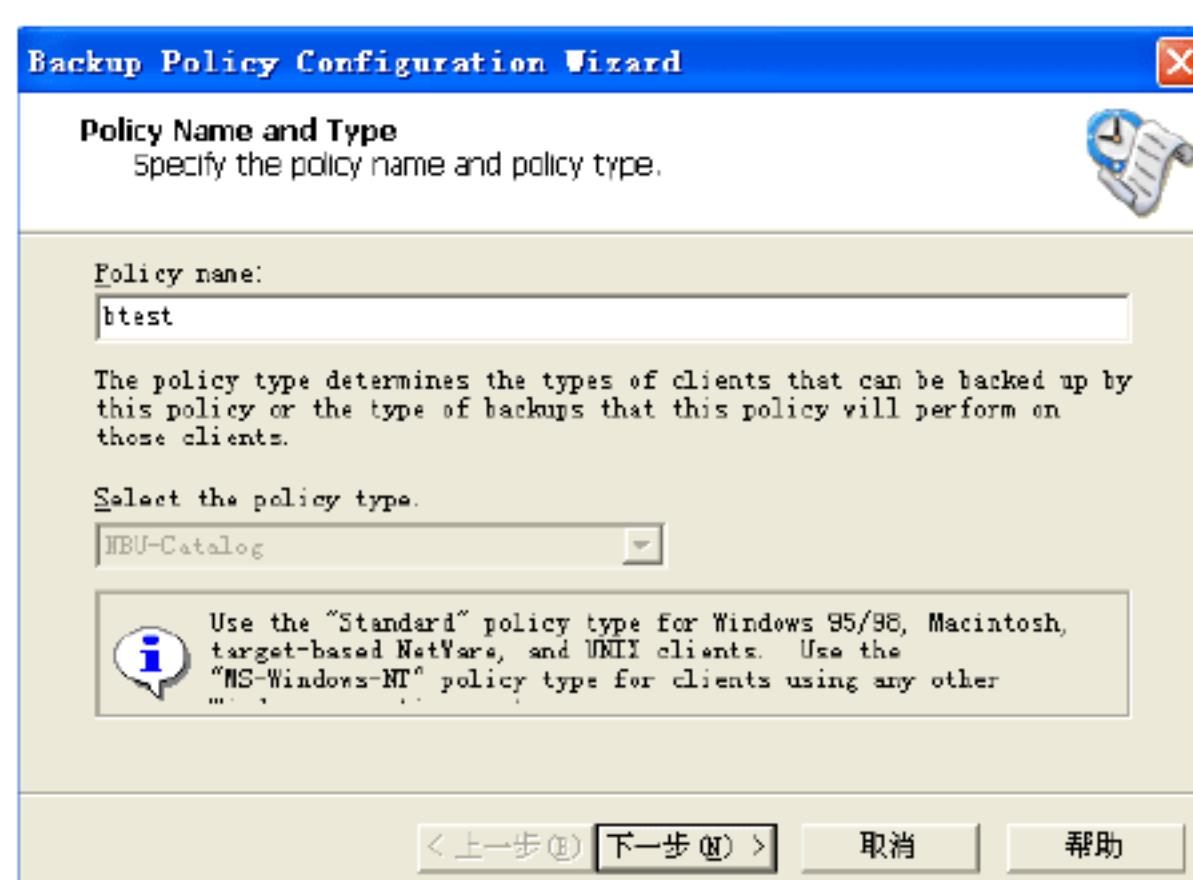 Backup Policy Configuration Wizard
Policy Name and Type
Specify the policy name and policy type.
Policy name:
btest
The policy type determines the types of clients that can be backed up by
this policy or the type of backups that this policy will perform on
those clients.
Select the policy type.
NBU-Catalog
Use the "Standard" policy type for Windows 95/98, Macintosh,
target-based NetWare, and UNIX clients. Use the
"MS-Windows-NT" policy type for clients using any other
< 上一步(B) 下一步(N) > 取消 帮助